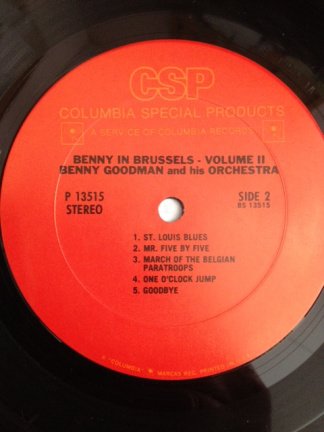 CSP
COLUMBIA SPECIAL PRODUCTS
A SERVICE OF COLUMBIA RECORDS
BENNY IN BRUSSELS - VOLUME II
BENNY GOODMAN and his ORCHESTRA
P 13515
STEREO
SIDE 2
BS 13515
1. ST. LOUIS BLUES
2. MR. FIVE BY FIVE
3. MARCH OF THE BELGIAN
PARATROOPS
4. ONE O'CLOCK JUMP
5. GOODBYE
"COLUMBIA" MARCAS REG. PRINTED IN